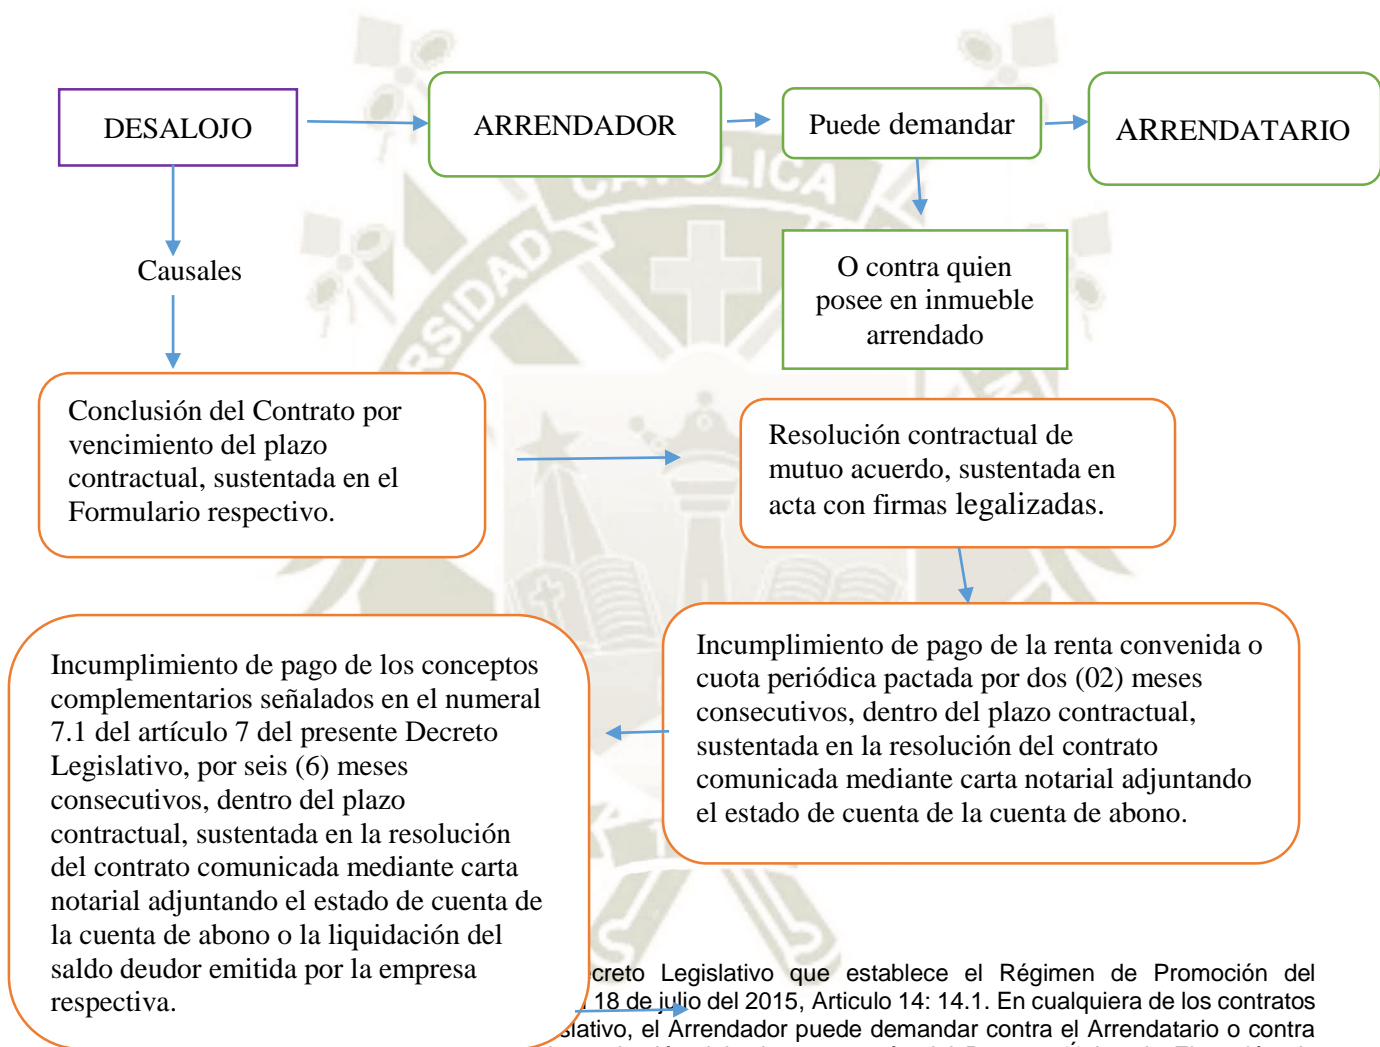 DESALOJO
ARRENDADOR
Puede demandar
ARRENDATARIO
Causales
O contra quien
posee en inmueble
arrendado
Conclusión del Contrato por
vencimiento del plazo
contractual, sustentada en el
Formulario respectivo.
Resolución contractual de
mutuo acuerdo, sustentada en
acta con firmas legalizadas.
Incumplimiento de pago de la renta convenida o
cuota periódica pactada por dos (02) meses
consecutivos, dentro del plazo contractual,
sustentada en la resolución del contrato
comunicada mediante carta notarial adjuntando
el estado de cuenta de la cuenta de abono.
Incumplimiento de pago de los conceptos
complementarios señalados en el numeral
7.1 del artículo 7 del presente Decreto
Legislativo, por seis (6) meses
consecutivos, dentro del plazo
contractual, sustentada en la resolución
del contrato comunicada mediante carta
notarial adjuntando el estado de cuenta de
la cuenta de abono o la liquidación del
saldo deudor emitida por la empresa
respectiva.
Legislativo que establece el Régimen de Promoción del
18 de julio del 2015, Articulo 14: 14.1. En cualquiera de los contratos
el Arrendador puede demandar contra el Arrendatario o contra
CATOLICA